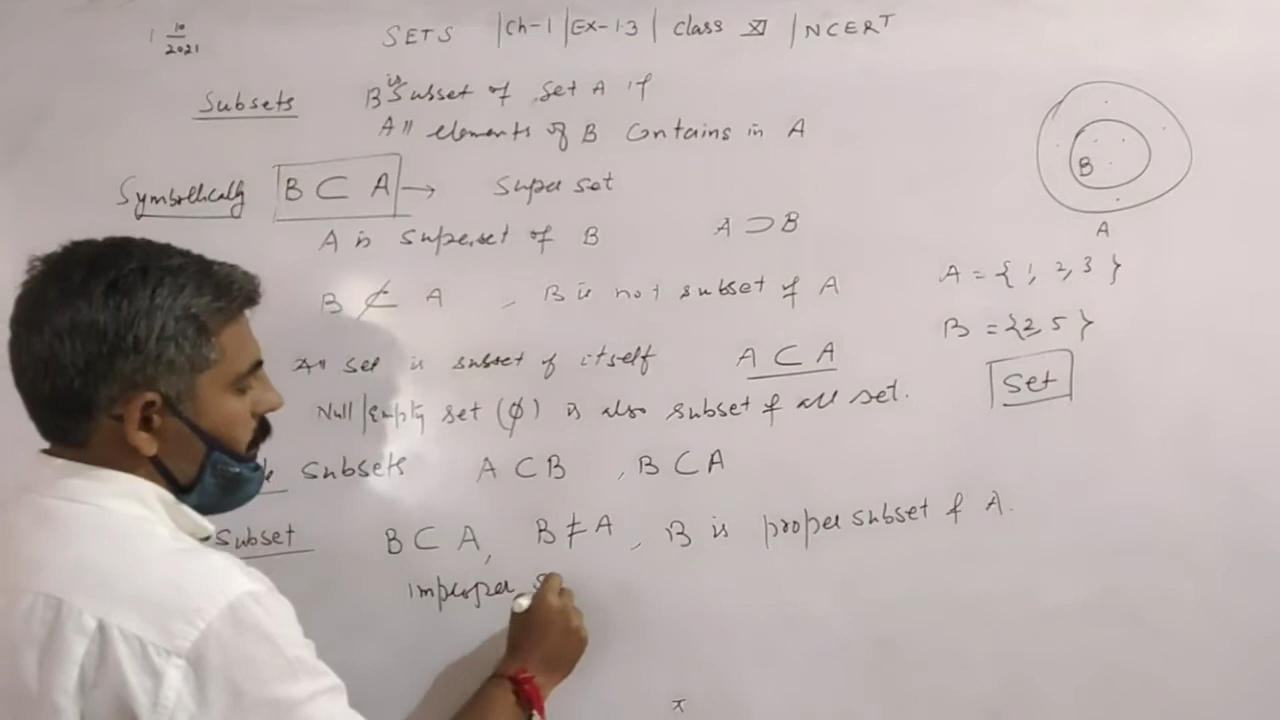 10
2021
SETS |Ch-1|Ex-1.3| class XI |NCERT
Subsets
B is Subset of set A if
All elements of B Contains in A
Symbolically B ⊂ A → Super set
A is superset of B A ⊃ B
B ⊄ A , B is not subset of A
All set is subset of itself A ⊂ A
Null/Empty set (ϕ) is also subset of all set.
Subsets A ⊂ B , B ⊂ A
Subset B ⊂ A, B ≠ A , B is proper subset of A.
improper
B
A
A = {1, 2, 3}
B = {2, 5}
Set